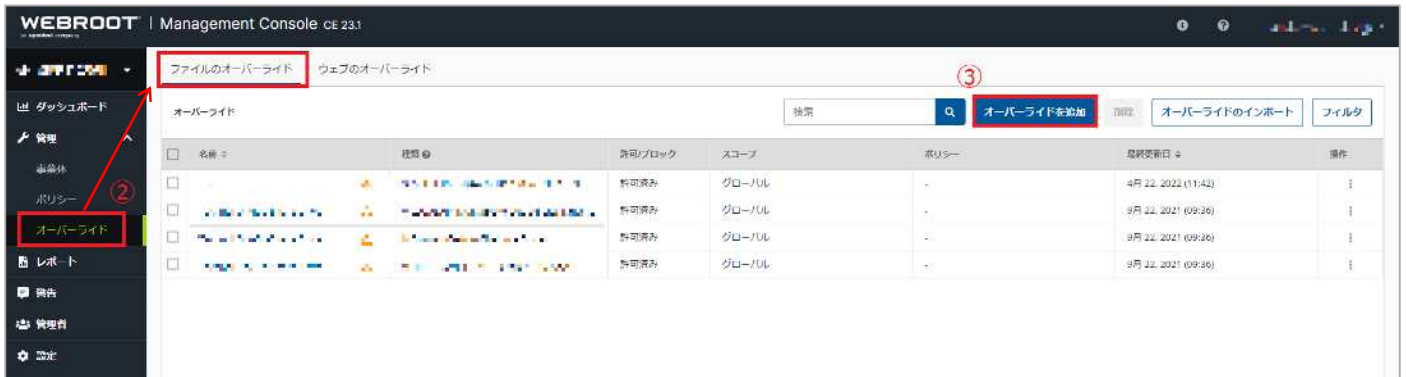 WEBROOT | Management Console CE 23.1
an opentext company
ファイルのオーバーライド ウェブのオーバーライド
③
ダッシュボード
オーバーライド 検索 オーバーライドを追加 削除 オーバーライドのインポート フィルタ
管理
名前 種類 許可/ブロック スコープ ポリシー 最終更新日 操作
事業体
許可済み グローバル - 4月 22, 2022 (11:42)
②
ポリシー
許可済み グローバル - 9月 22, 2021 (09:36)
オーバーライド
許可済み グローバル - 9月 22, 2021 (09:36)
レポート
許可済み グローバル - 9月 22, 2021 (09:36)
警告
管理者
設定